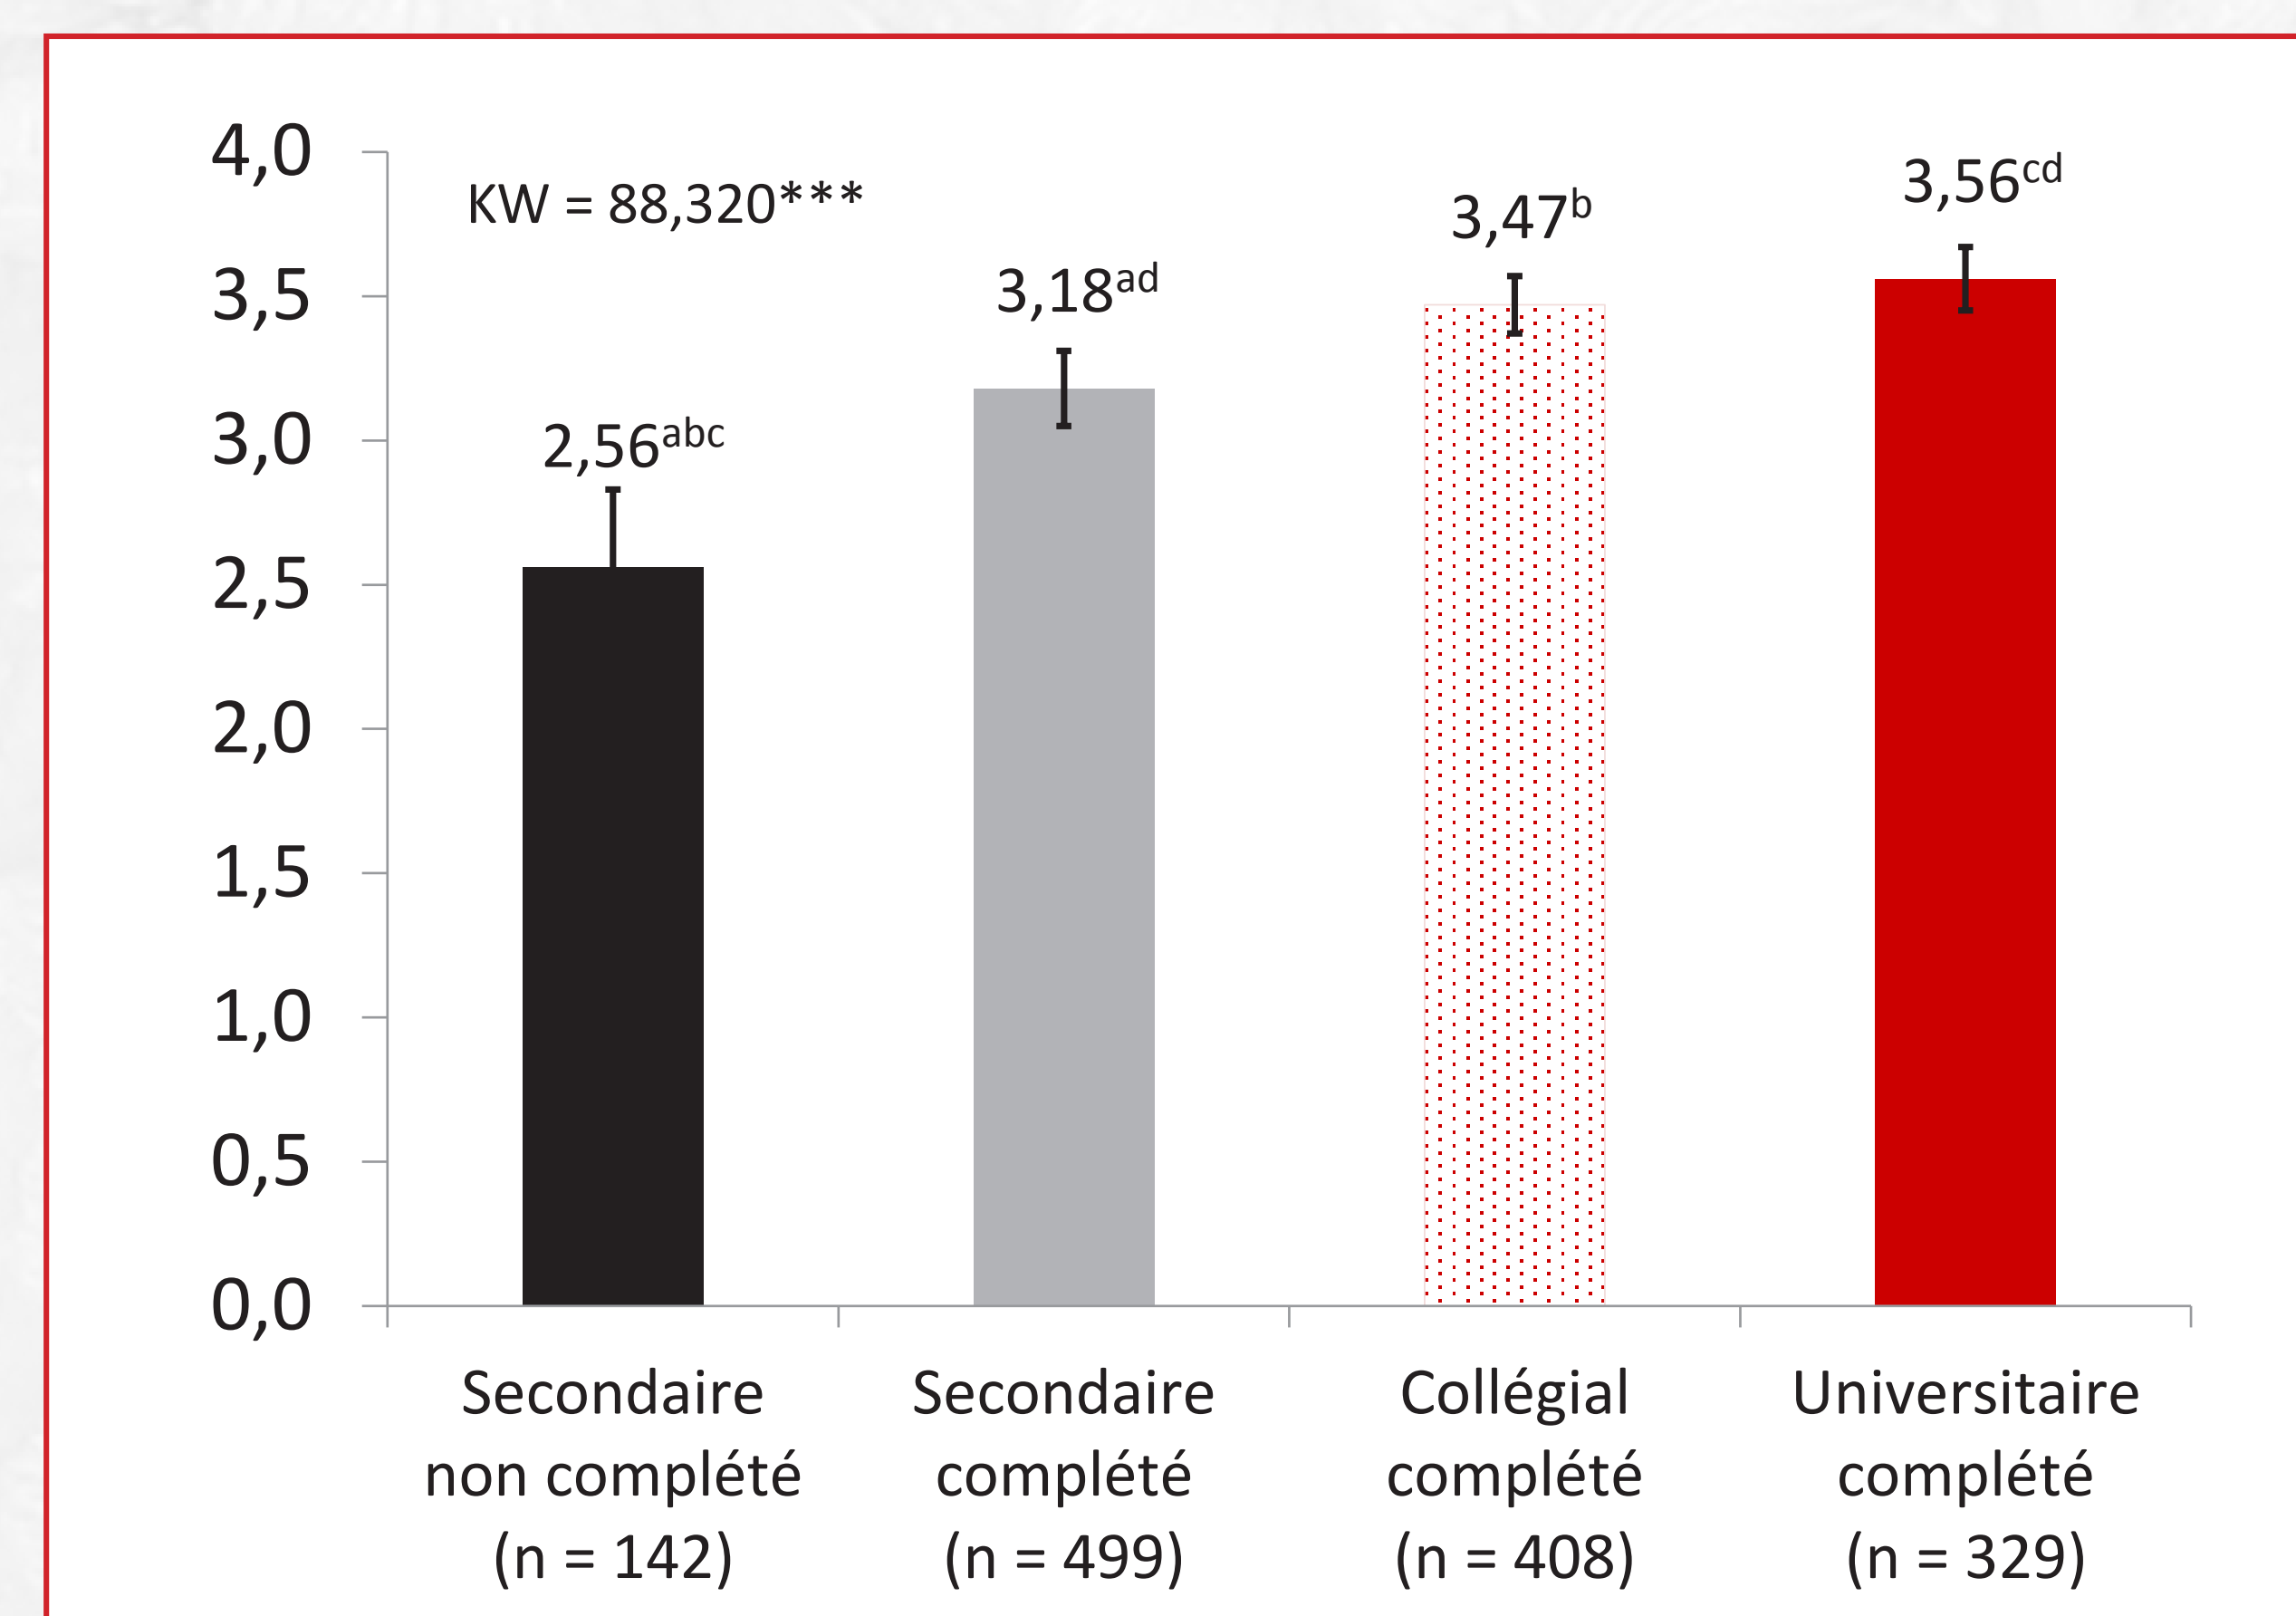 4,0
KW = 88,320***
3,5
3,0
2,5
2,0
1,5
1,0
0,5
0,0
2,56abc
3,18ad
3,47b
3,56cd
Secondaire
non complété
(n = 142)
Secondaire
complété
(n = 499)
Collégial
complété
(n = 408)
Universitaire
complété
(n = 329)